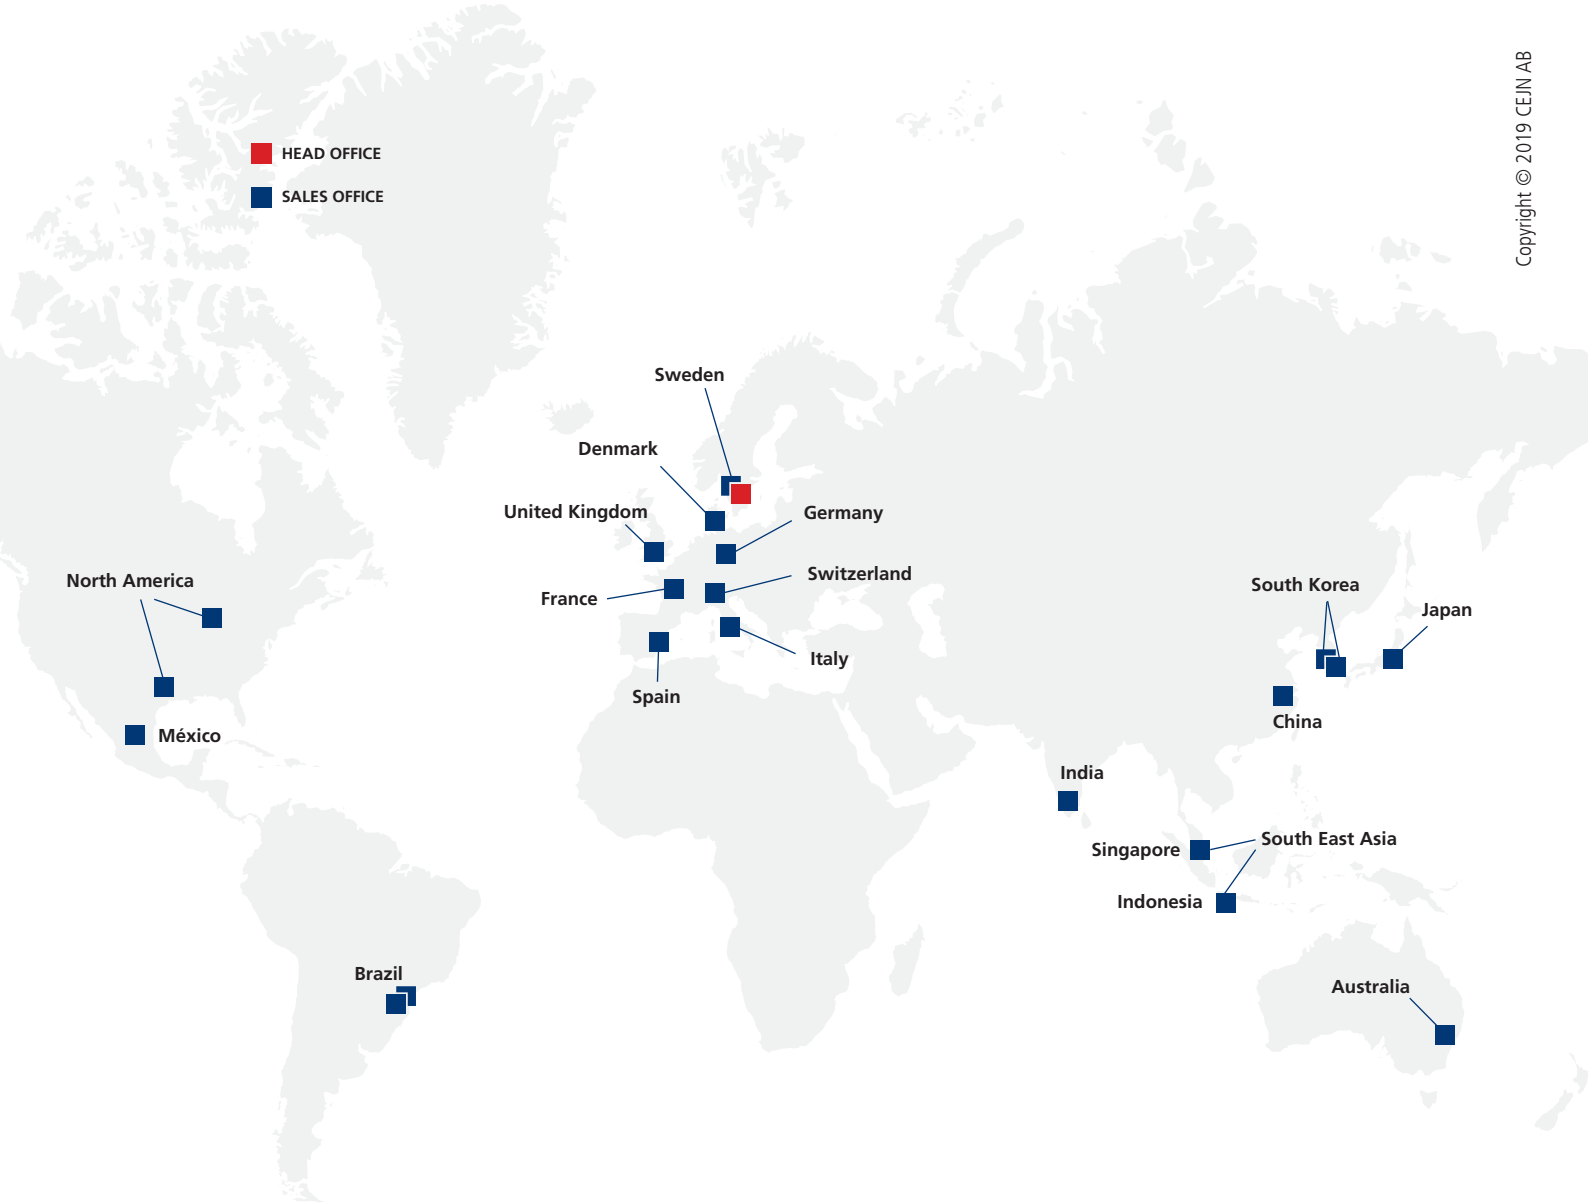 Copyright © 2019 CEJN AB
HEAD OFFICE
SALES OFFICE
Sweden
Denmark
United Kingdom
Germany
Switzerland
France
Italy
Spain
North America
México
South Korea
Japan
China
India
South East Asia
Singapore
Indonesia
Brazil
Australia